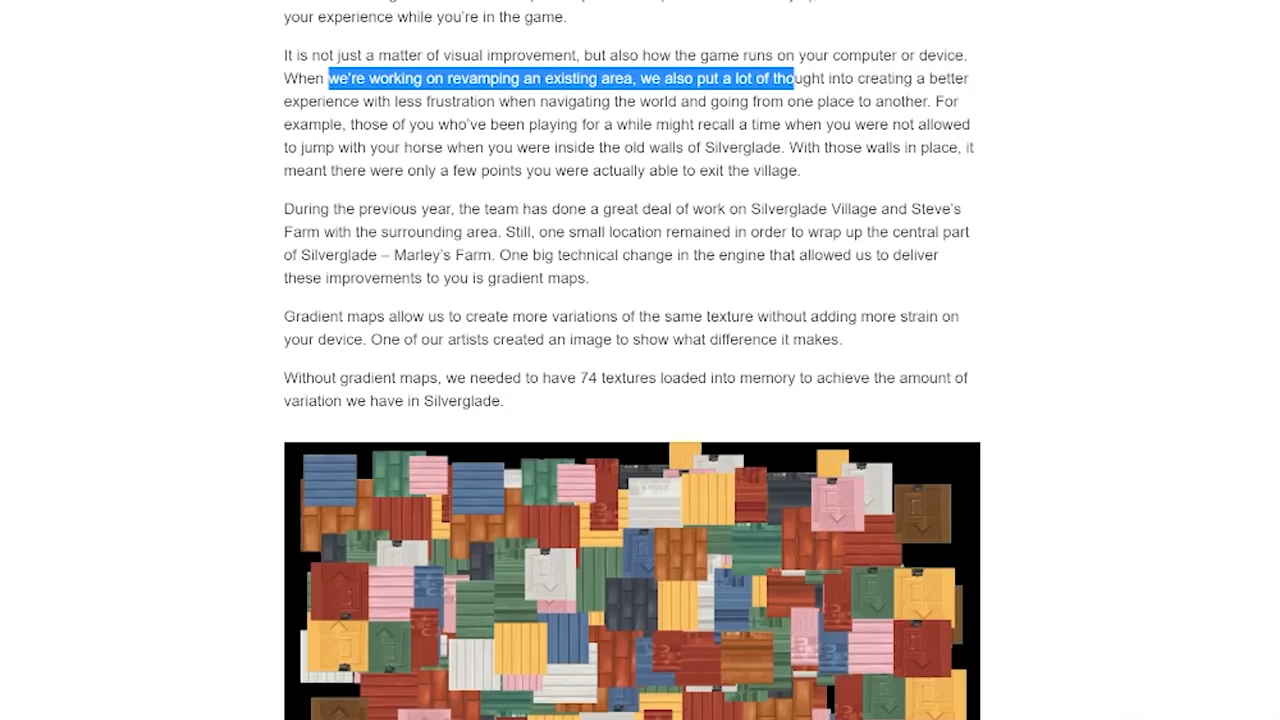 your experience while you're in the game.
It is not just a matter of visual improvement, but also how the game runs on your computer or device.
When we're working on revamping an existing area, we also put a lot of thought into creating a better
experience with less frustration when navigating the world and going from one place to another. For
example, those of you who've been playing for a while might recall a time when you were not allowed
to jump with your horse when you were inside the old walls of Silverglade. With those walls in place, it
meant there were only a few points you were actually able to exit the village.
During the previous year, the team has done a great deal of work on Silverglade Village and Steve's
Farm with the surrounding area. Still, one small location remained in order to wrap up the central part
of Silverglade – Marley's Farm. One big technical change in the engine that allowed us to deliver
these improvements to you is gradient maps.
Gradient maps allow us to create more variations of the same texture without adding more strain on
your device. One of our artists created an image to show what difference it makes.
Without gradient maps, we needed to have 74 textures loaded into memory to achieve the amount of
variation we have in Silverglade.